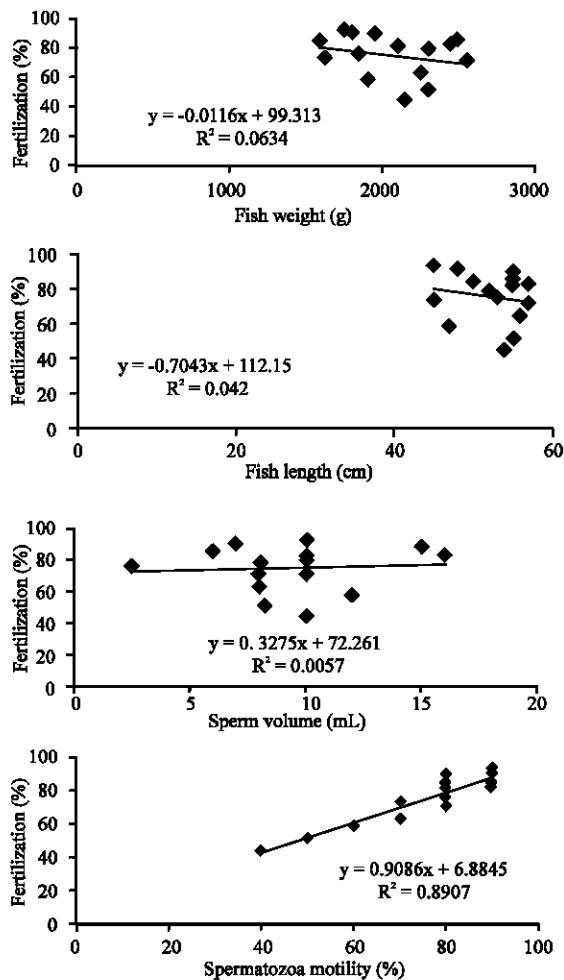 Fertilization (%)
100
80
60
40
20
0
y = -0.0116x + 99.313
R² = 0.0634
0 1000 2000 3000
Fish weight (g)
Fertilization (%)
100
80
60
40
20
0
y = -0.7043x + 112.15
R² = 0.042
0 20 40 60
Fish length (cm)
Fertilization (%)
100
80
60
40
20
0
y = 0. 3275x + 72.261
R² = 0.0057
0 5 10 15 20
Sperm volume (mL)
Fertilization (%)
100
80
60
40
20
0
y = 0.9086x + 6.8845
R² = 0.8907
0 20 40 60 80 100
Spermatozoa motility (%)